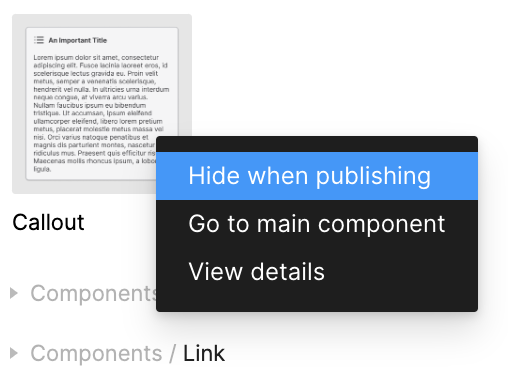 An Important Title
Lorem ipsum dolor sit amet, consectetur
adipiscing elit. Fusce lacinia laoreet eros, id
scelerisque lectus gravida eu. Proin velit
metus, semper a venenatis scelerisque,
hendrerit vel nulla. In ultricies urna interdum
neque congue, at viverra arcu varius.
Nullam faucibus ipsum eu bibendum
tristique. Ut accumsan, ipsum eleifend
ullamcorper eleifend, libero lorem pretium
metus, placerat molestie metus massa vel
nisi. Orci varius natoque penatibus et
magnis dis parturient montes, nascetur
ridiculus mus. Praesent quis efficitur
Maecenas mollis rhoncus ipsum, a
ligula.
Hide when publishing
Go to main component
View details
Callout
Components
Components / Link